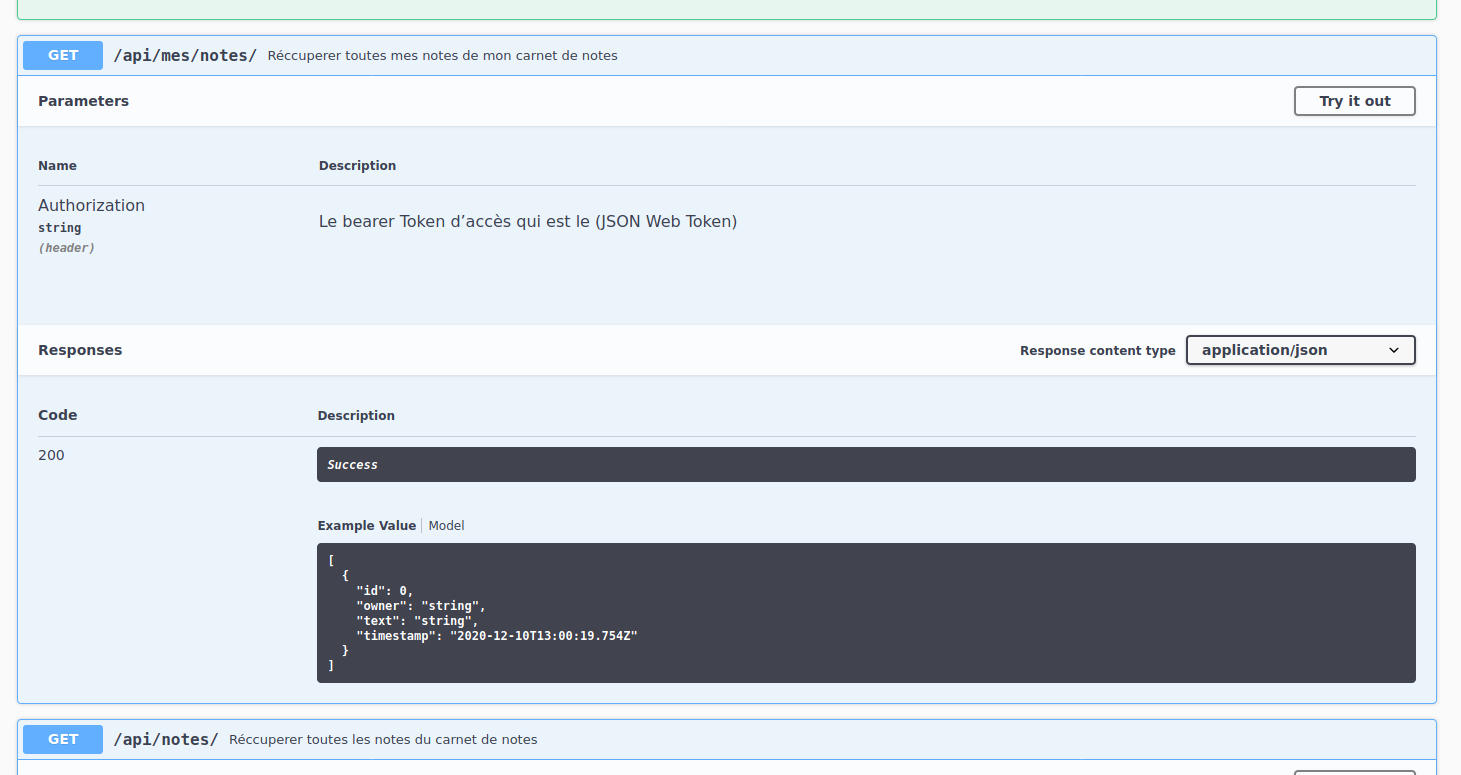 GET /api/mes/notes/ Réccuperer toutes mes notes de mon carnet de notes
Parameters Try it out
Name Description
Authorization
string
(header)
Le bearer Token d’accès qui est le (JSON Web Token)
Responses Response content type application/json
Code Description
200
Success
Example Value Model
[
  {
    "id": 0,
    "owner": "string",
    "text": "string",
    "timestamp": "2020-12-10T13:00:19.754Z"
  }
]
GET /api/notes/ Réccuperer toutes les notes du carnet de notes